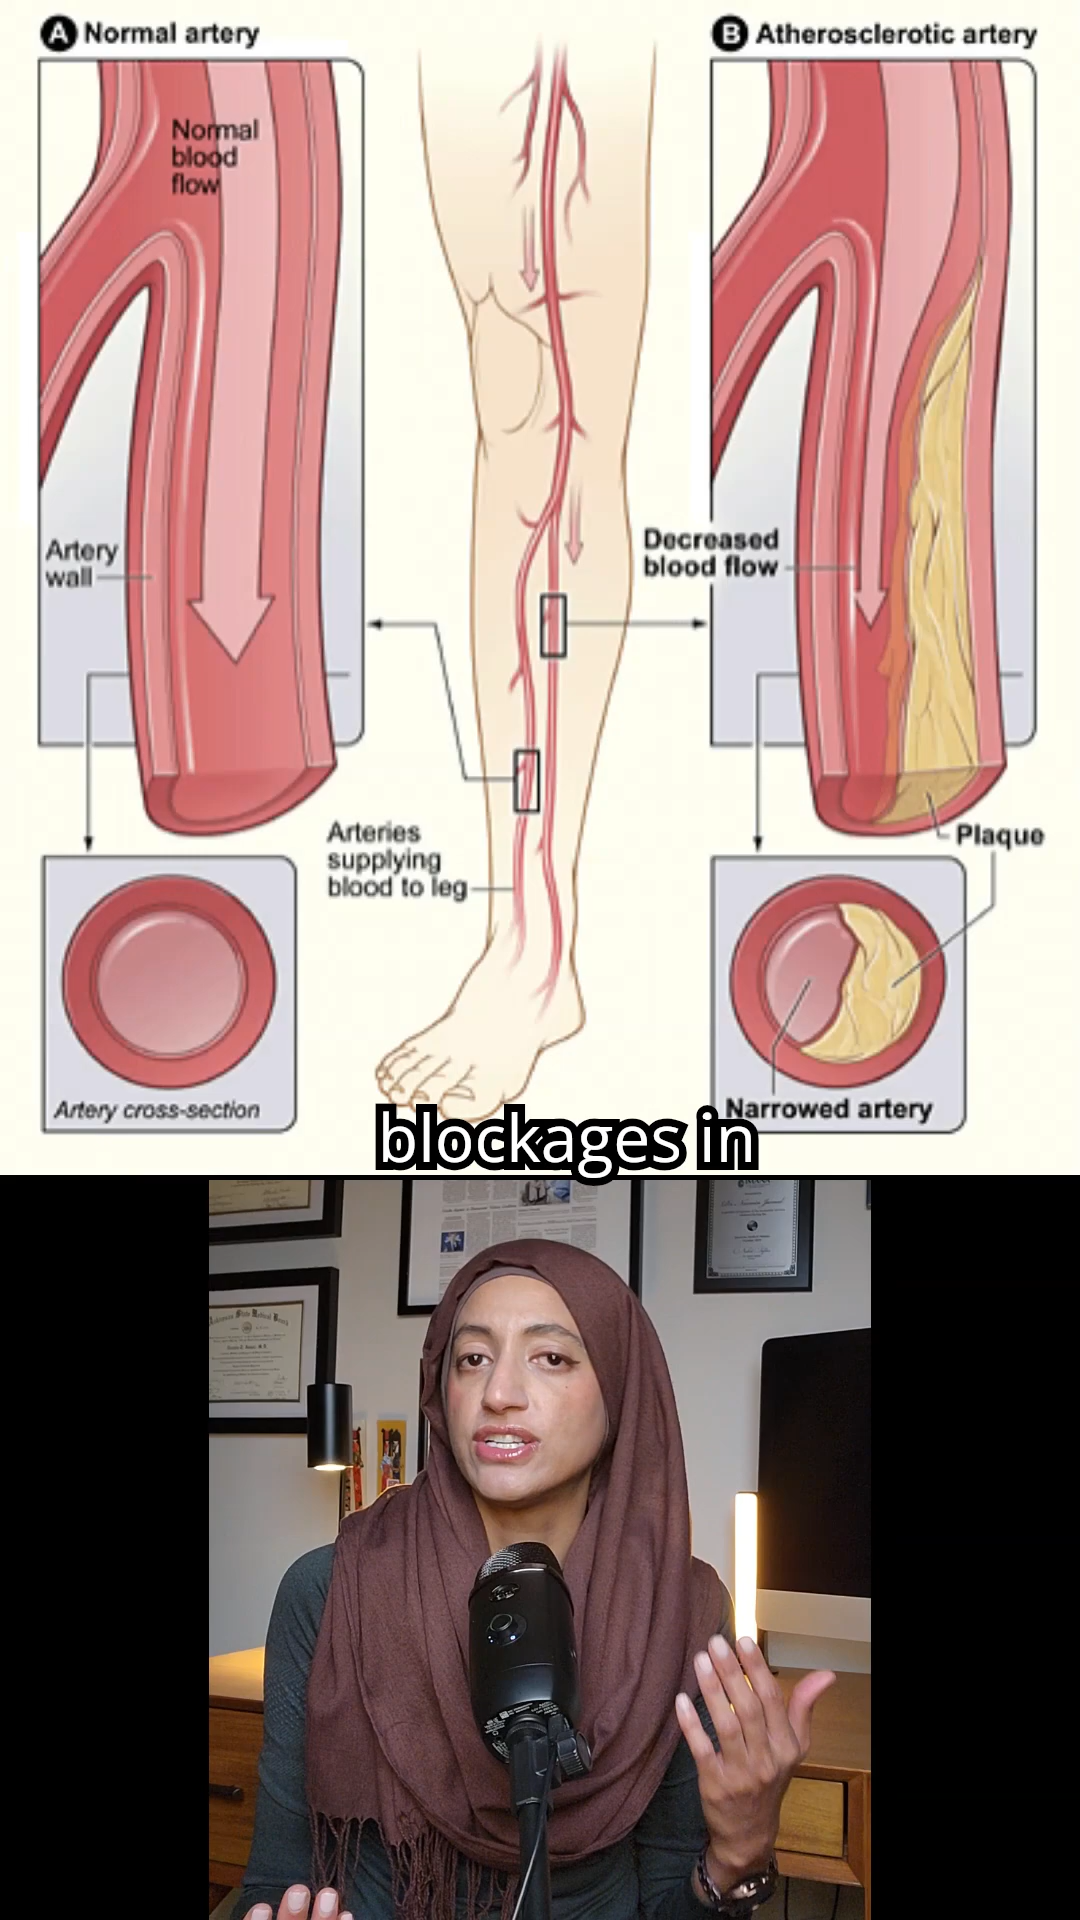 A Normal artery
B Atherosclerotic artery
Normal
blood
flow
Artery
wall
Decreased
blood flow
Arteries
supplying
blood to leg
Plaque
Artery cross-section
Narrowed artery
blockages in